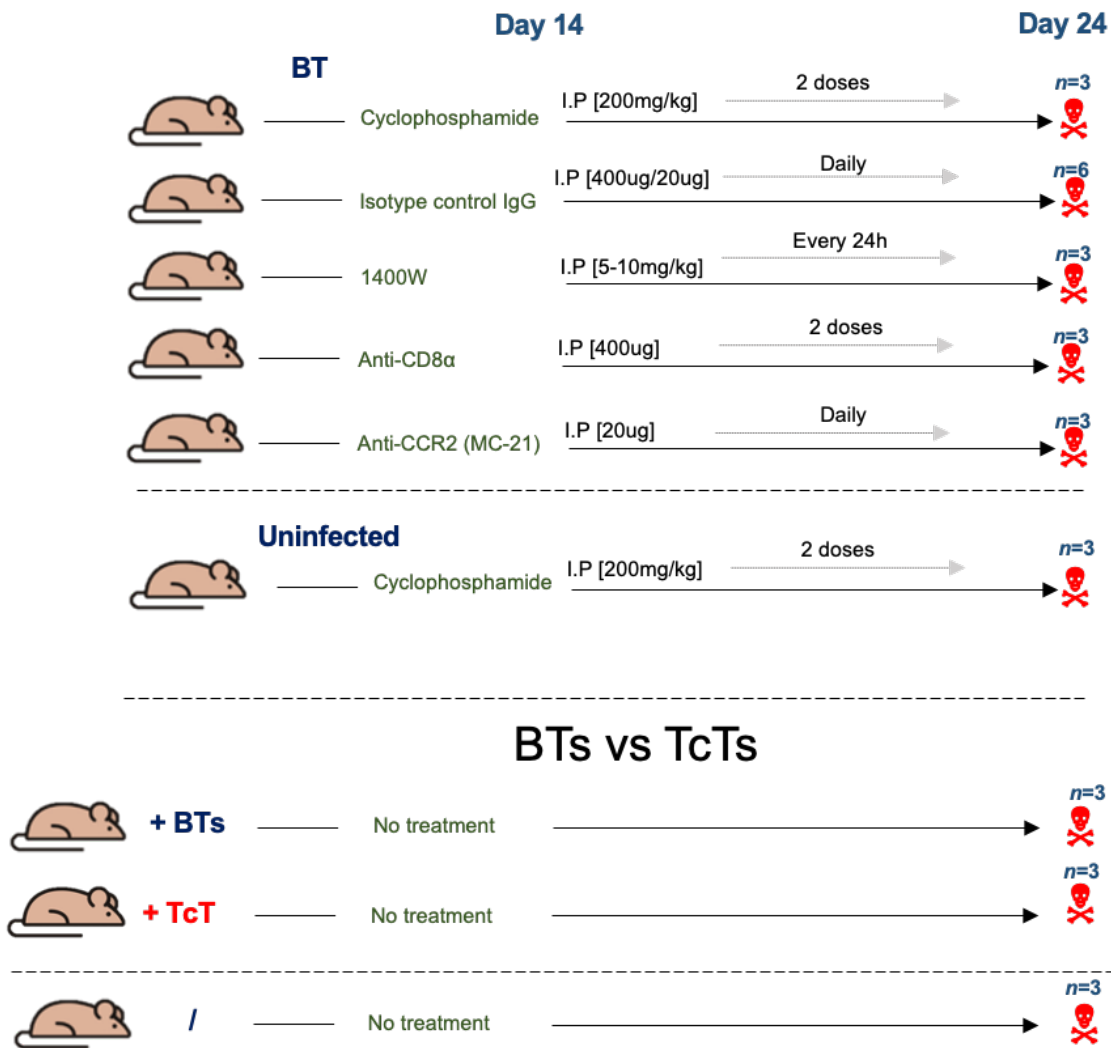 Day 14 Day 24
BT
Cyclophosphamide I.P [200mg/kg] 2 doses n=3
Isotype control IgG I.P [400ug/20ug] Daily n=6
1400W I.P [5-10mg/kg] Every 24h n=3
Anti-CD8α I.P [400ug] 2 doses n=3
Anti-CCR2 (MC-21) I.P [20ug] Daily n=3
Uninfected
Cyclophosphamide I.P [200mg/kg] 2 doses n=3
BTs vs TcTs
+ BTs No treatment n=3
+ TcT No treatment n=3
/ No treatment n=3